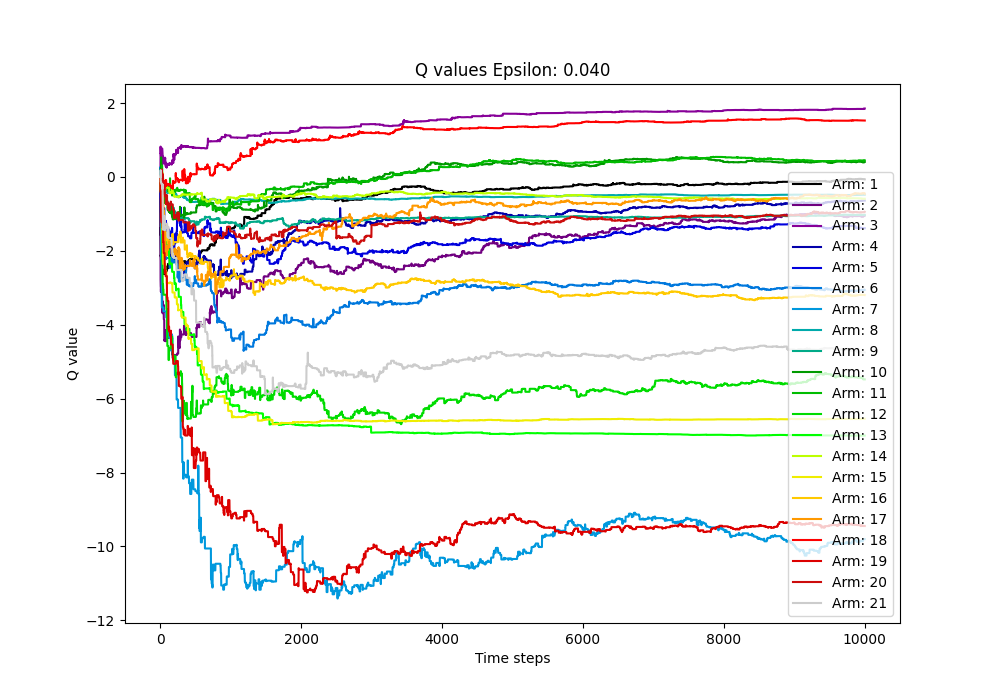 Q values Epsilon: 0.040
Q value
2
0
−2
−4
−6
−8
−10
−12
0
2000
4000
6000
8000
10000
Time steps
Arm: 1
Arm: 2
Arm: 3
Arm: 4
Arm: 5
Arm: 6
Arm: 7
Arm: 8
Arm: 9
Arm: 10
Arm: 11
Arm: 12
Arm: 13
Arm: 14
Arm: 15
Arm: 16
Arm: 17
Arm: 18
Arm: 19
Arm: 20
Arm: 21